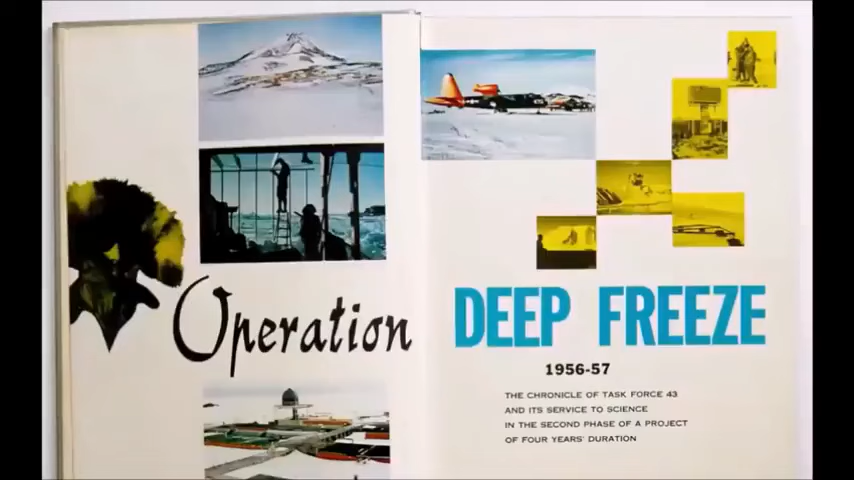 Operation DEEP FREEZE
1956-57
THE CHRONICLE OF TASK FORCE 43
AND ITS SERVICE TO SCIENCE
IN THE SECOND PHASE OF A PROJECT
OF FOUR YEARS' DURATION